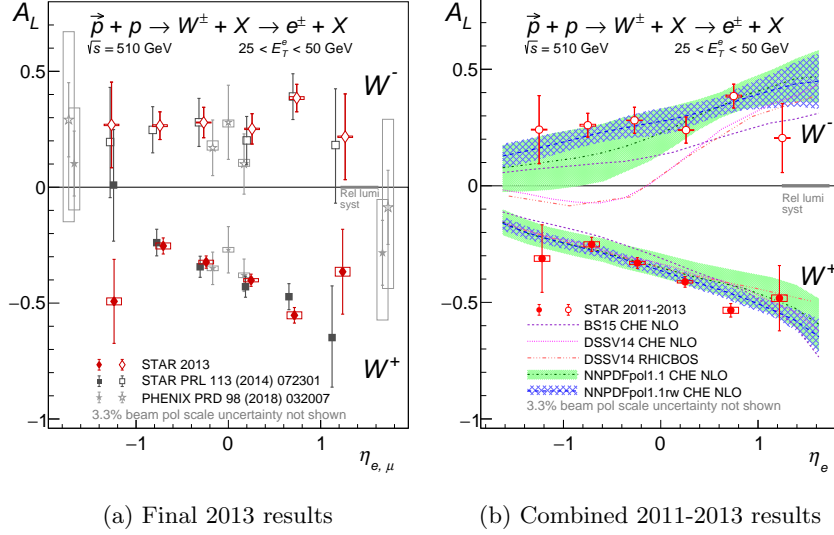 A_L
p⃗ + p → W^± + X → e^± + X
√s = 510 GeV 25 < E_T^e < 50 GeV
0.5
W^-
0
Rel lumi
syst
−0.5
W^+
STAR 2013
STAR PRL 113 (2014) 072301
PHENIX PRD 98 (2018) 032007
3.3% beam pol scale uncertainty not shown
−1
−1 0 1
η_{e, μ}
(a) Final 2013 results
A_L
p⃗ + p → W^± + X → e^± + X
√s = 510 GeV 25 < E_T^e < 50 GeV
0.5
W^-
0
Rel lumi
syst
W^+
−0.5
STAR 2011-2013
BS15 CHE NLO
DSSV14 CHE NLO
DSSV14 RHICBOS
NNPDFpol1.1 CHE NLO
NNPDFpol1.1rw CHE NLO
3.3% beam pol scale uncertainty not shown
−1
−1 0 1
η_e
(b) Combined 2011-2013 results